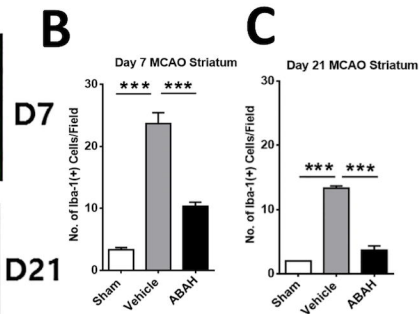 D7
D21
B
Day 7 MCAO Striatum
No. of Iba-1(+) Cells/Field
30
20
10
0
*** ***
Sham
Vehicle
ABAH
C
Day 21 MCAO Striatum
No. of Iba-1(+) Cells/Field
30
20
10
0
*** ***
Sham
Vehicle
ABAH